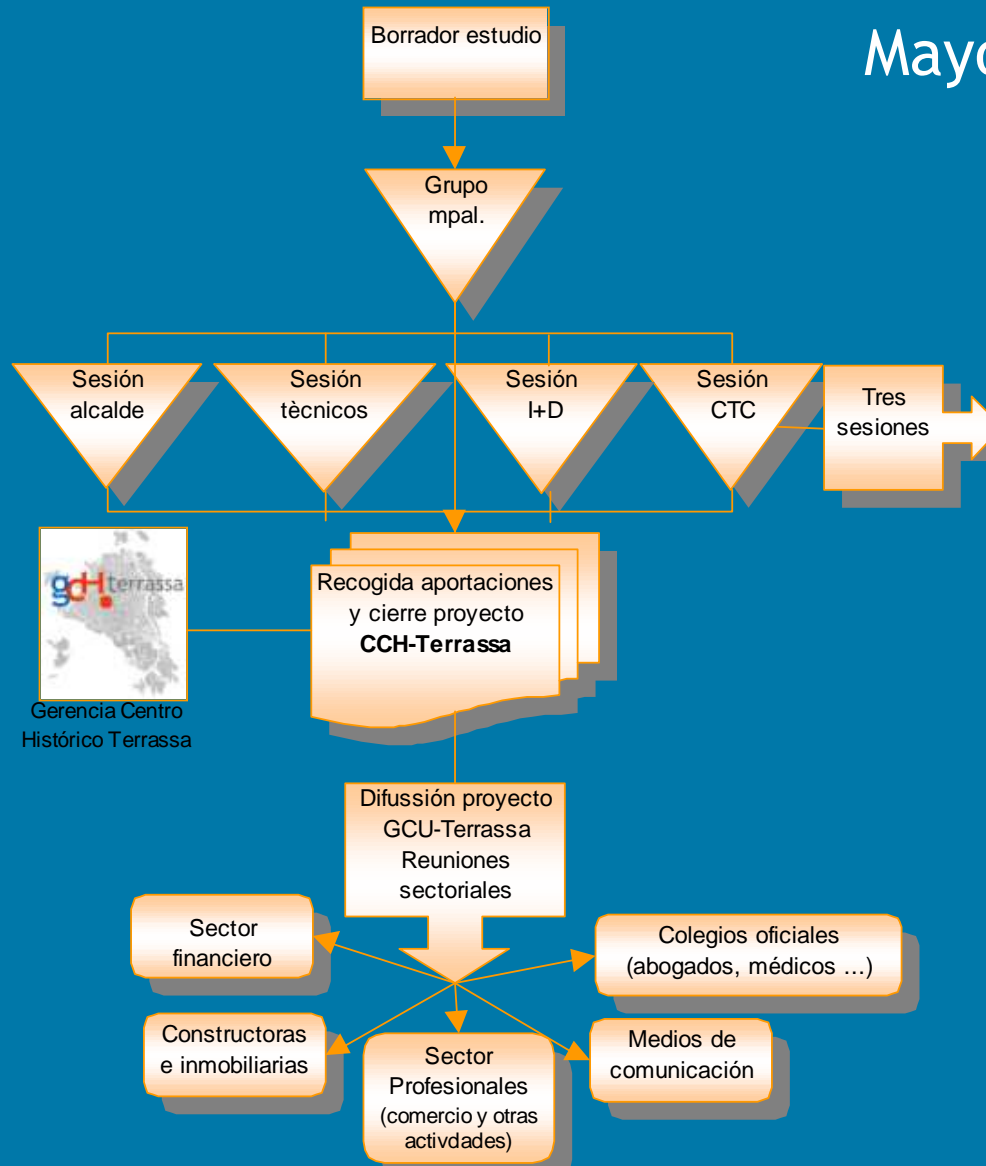 Borrador estudio
Mayo
Grupo
mpal.
Sesión
alcalde
Sesión
tècnicos
Sesión
I+D
Sesión
CTC
Tres
sesiones
gcH.terrassa
Gerencia Centro
Histórico Terrassa
Recogida aportaciones
y cierre proyecto
CCH-Terrassa
Difussión proyecto
GCU-Terrassa
Reuniones
sectoriales
Sector
financiero
Colegios oficiales
(abogados, médicos ...)
Constructoras
e inmobiliarias
Sector
Profesionales
(comercio y otras
activdades)
Medios de
comunicación